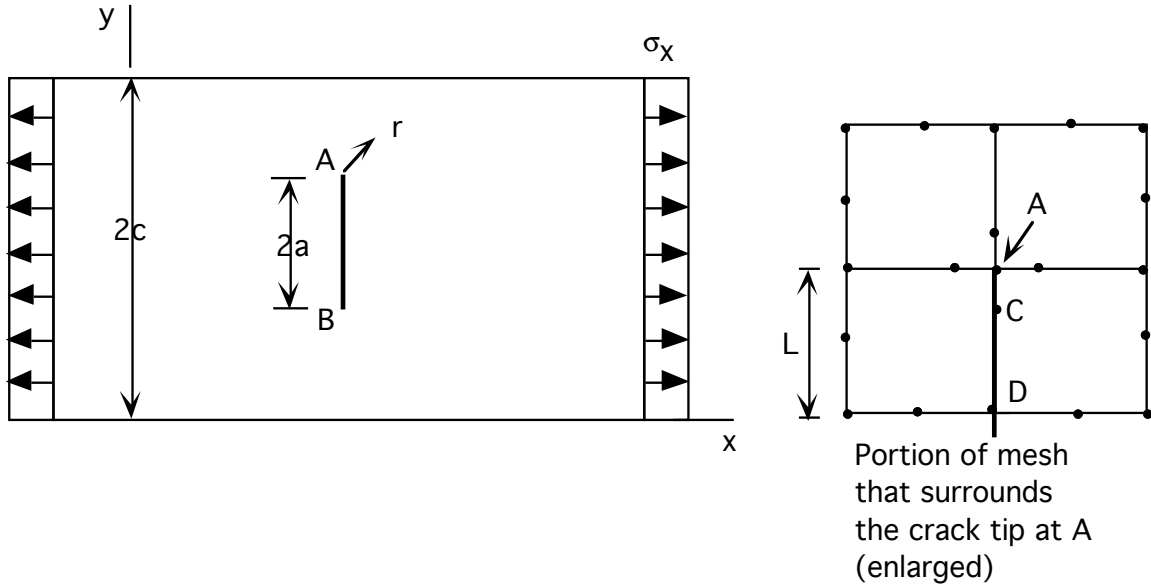 y
σx
r
A
2c
2a
B
x
A
C
L
D
Portion of mesh
that surrounds
the crack tip at A
(enlarged)